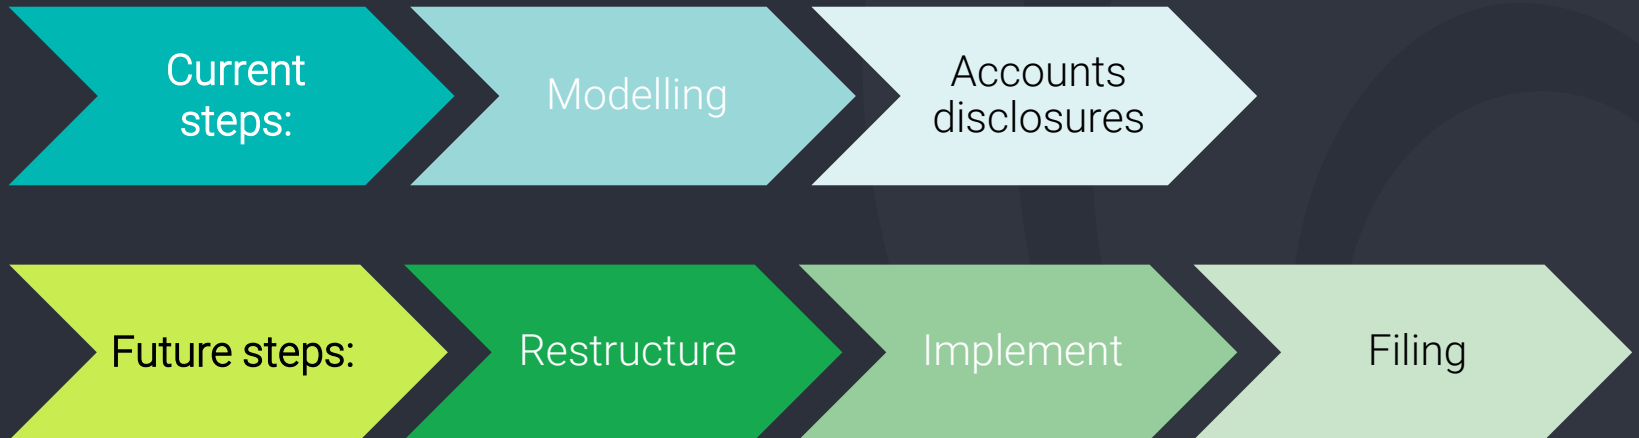 Current
steps:
Modelling
Accounts
disclosures
Future steps:
Restructure
Implement
Filing